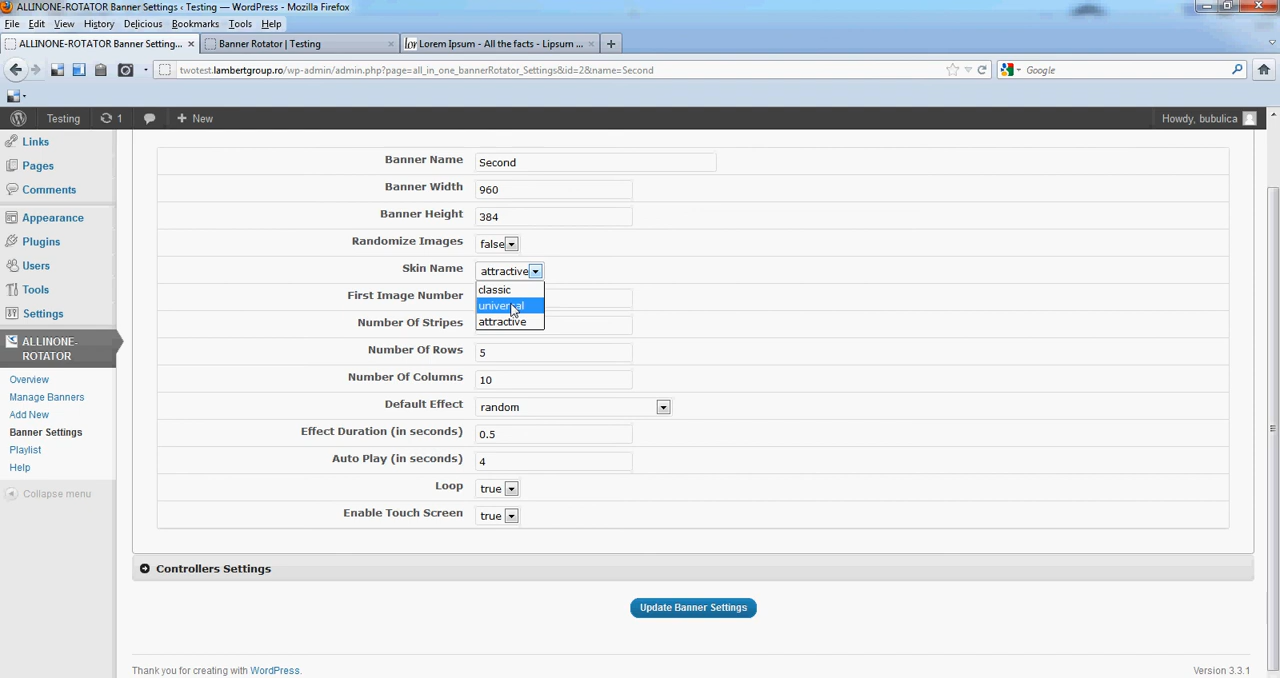 ALLINONE-ROTATOR Banner Settings ‹ Testing — WordPress - Mozilla Firefox
File Edit View History Delicious Bookmarks Tools Help
ALLINONE-ROTATOR Banner Setting... × Banner Rotator | Testing × lor Lorem Ipsum - All the facts - Lipsum ... × +
twotest.lambertgroup.ro/wp-admin/admin.php?page=all_in_one_bannerRotator_Settings&id=2&name=Second Google
Testing 1 + New Howdy, bubulica
Links
Pages
Comments
Appearance
Plugins
Users
Tools
Settings
ALLINONE-
ROTATOR
Overview
Manage Banners
Add New
Banner Settings
Playlist
Help
Collapse menu
Banner Name Second
Banner Width 960
Banner Height 384
Randomize Images false
Skin Name attractive
classic
universal
attractive
First Image Number
Number Of Stripes
Number Of Rows 5
Number Of Columns 10
Default Effect random
Effect Duration (in seconds) 0.5
Auto Play (in seconds) 4
Loop true
Enable Touch Screen true
Controllers Settings
Update Banner Settings
Thank you for creating with WordPress. Version 3.3.1